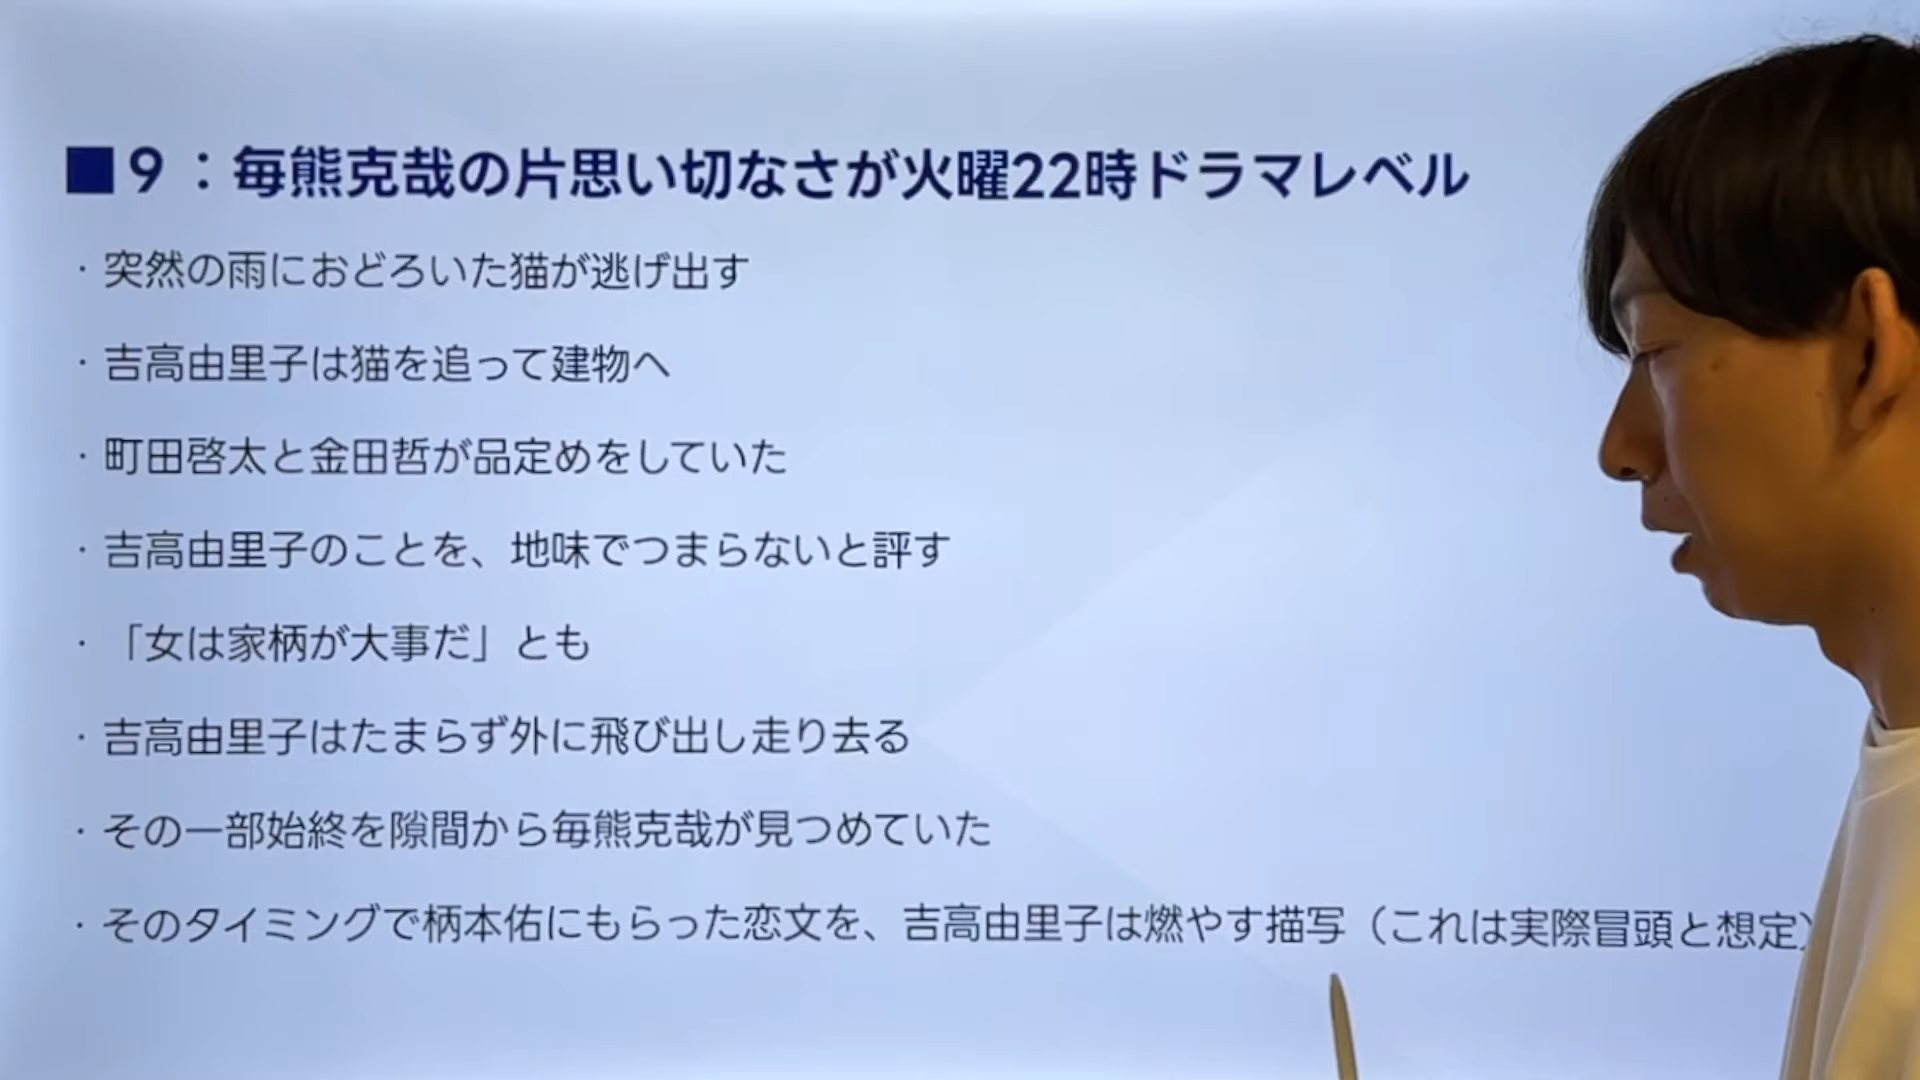 ■9：毎熊克哉の片思い切なさが火曜22時ドラマレベル
・突然の雨におどろいた猫が逃げ出す
・吉高由里子は猫を追って建物へ
・町田啓太と金田哲が品定めをしていた
・吉高由里子のことを、地味でつまらないと評す
・「女は家柄が大事だ」とも
・吉高由里子はたまらず外に飛び出し走り去る
・その一部始終を隙間から毎熊克哉が見つめていた
・そのタイミングで柄本佑にもらった恋文を、吉高由里子は燃やす描写（これは実際冒頭と想定）